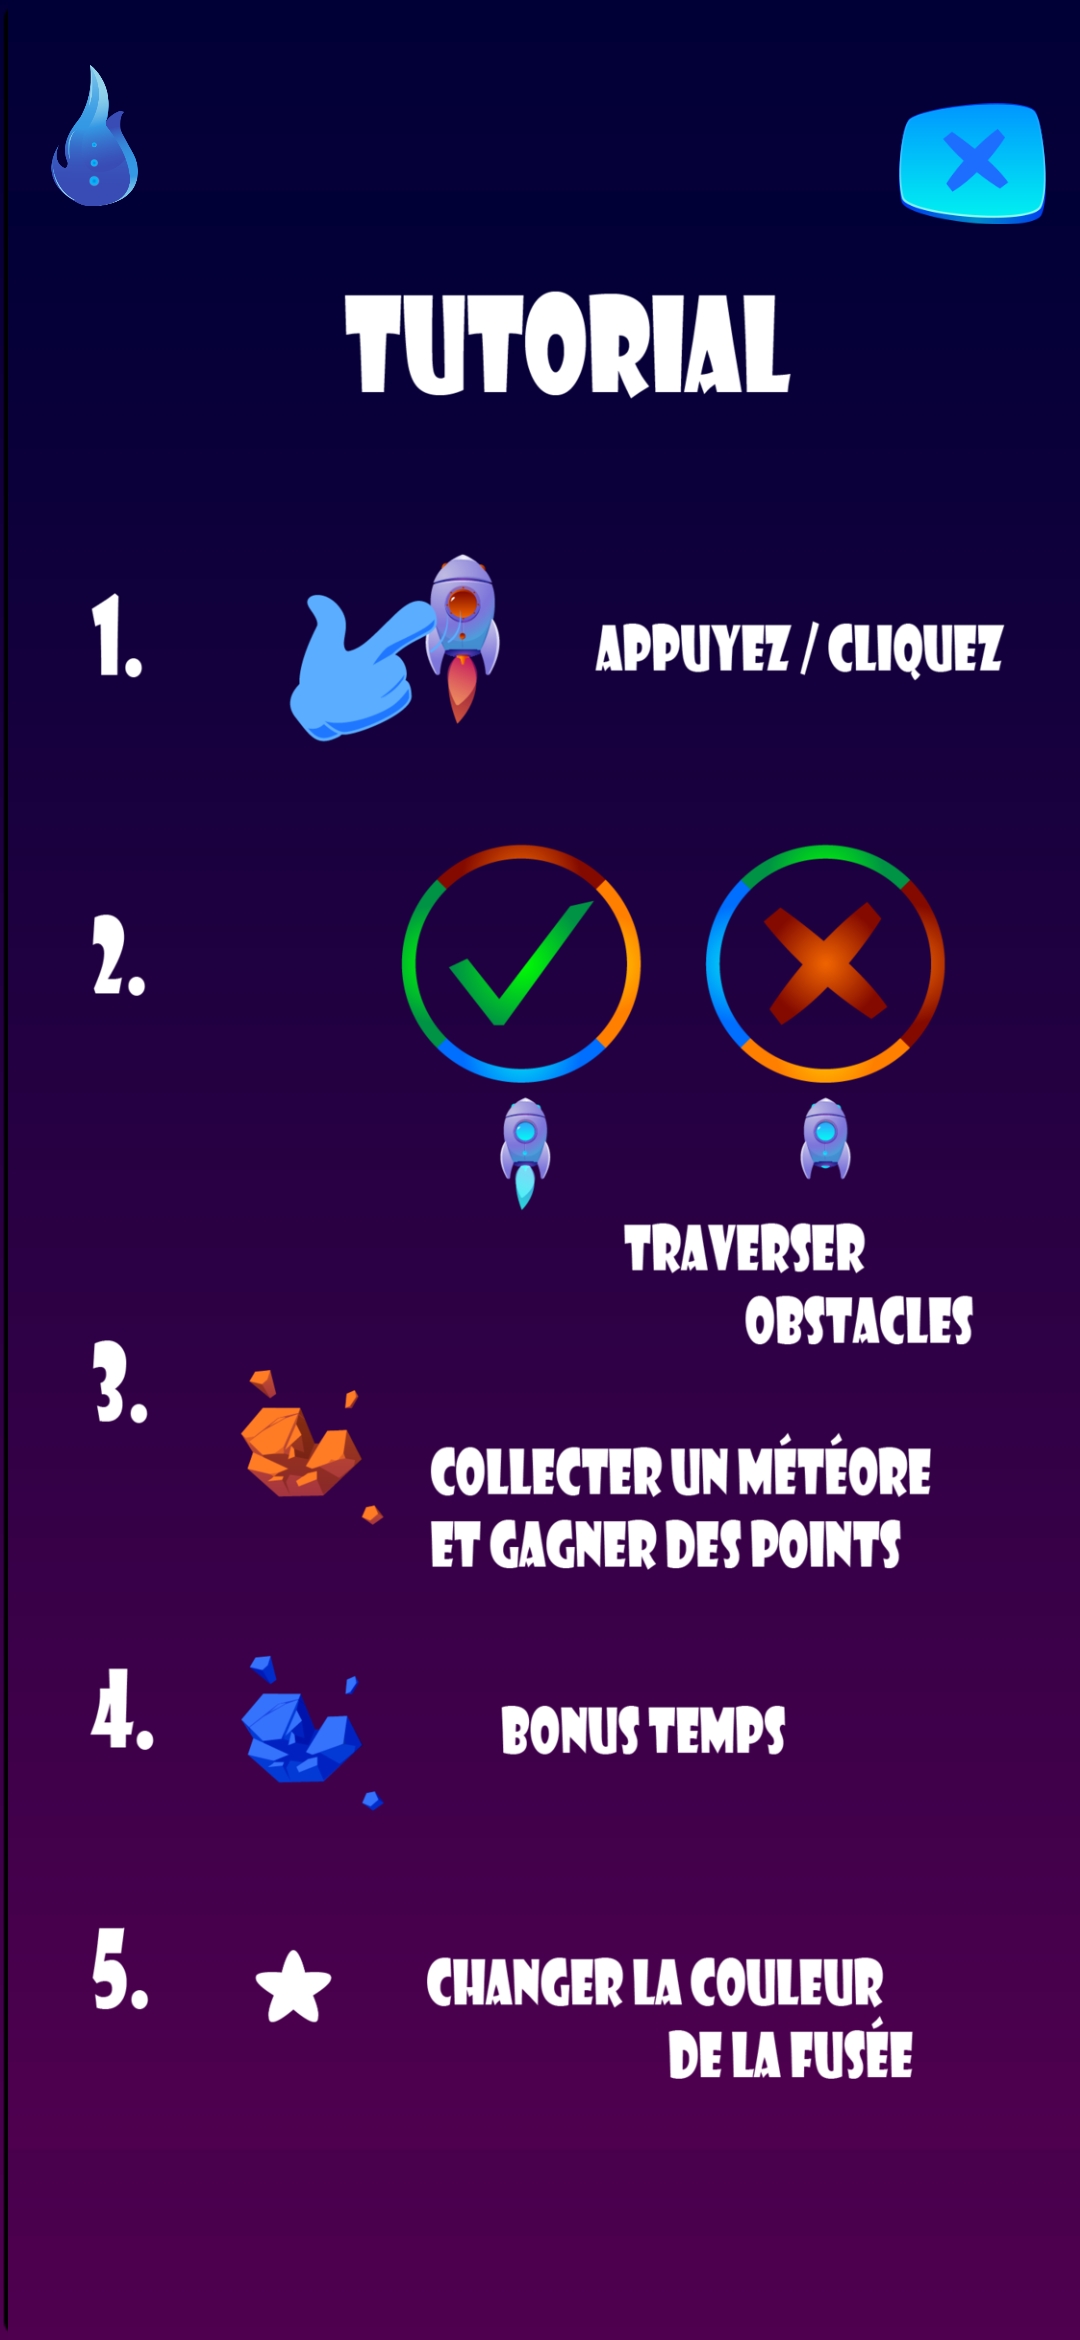 TUTORIAL
1.
APPUYEZ / CLIQUEZ
2.
TRAVERSER
OBSTACLES
3.
COLLECTER UN MÉTÉORE
ET GAGNER DES POINTS
4.
BONUS TEMPS
5.
CHANGER LA COULEUR
DE LA FUSÉE